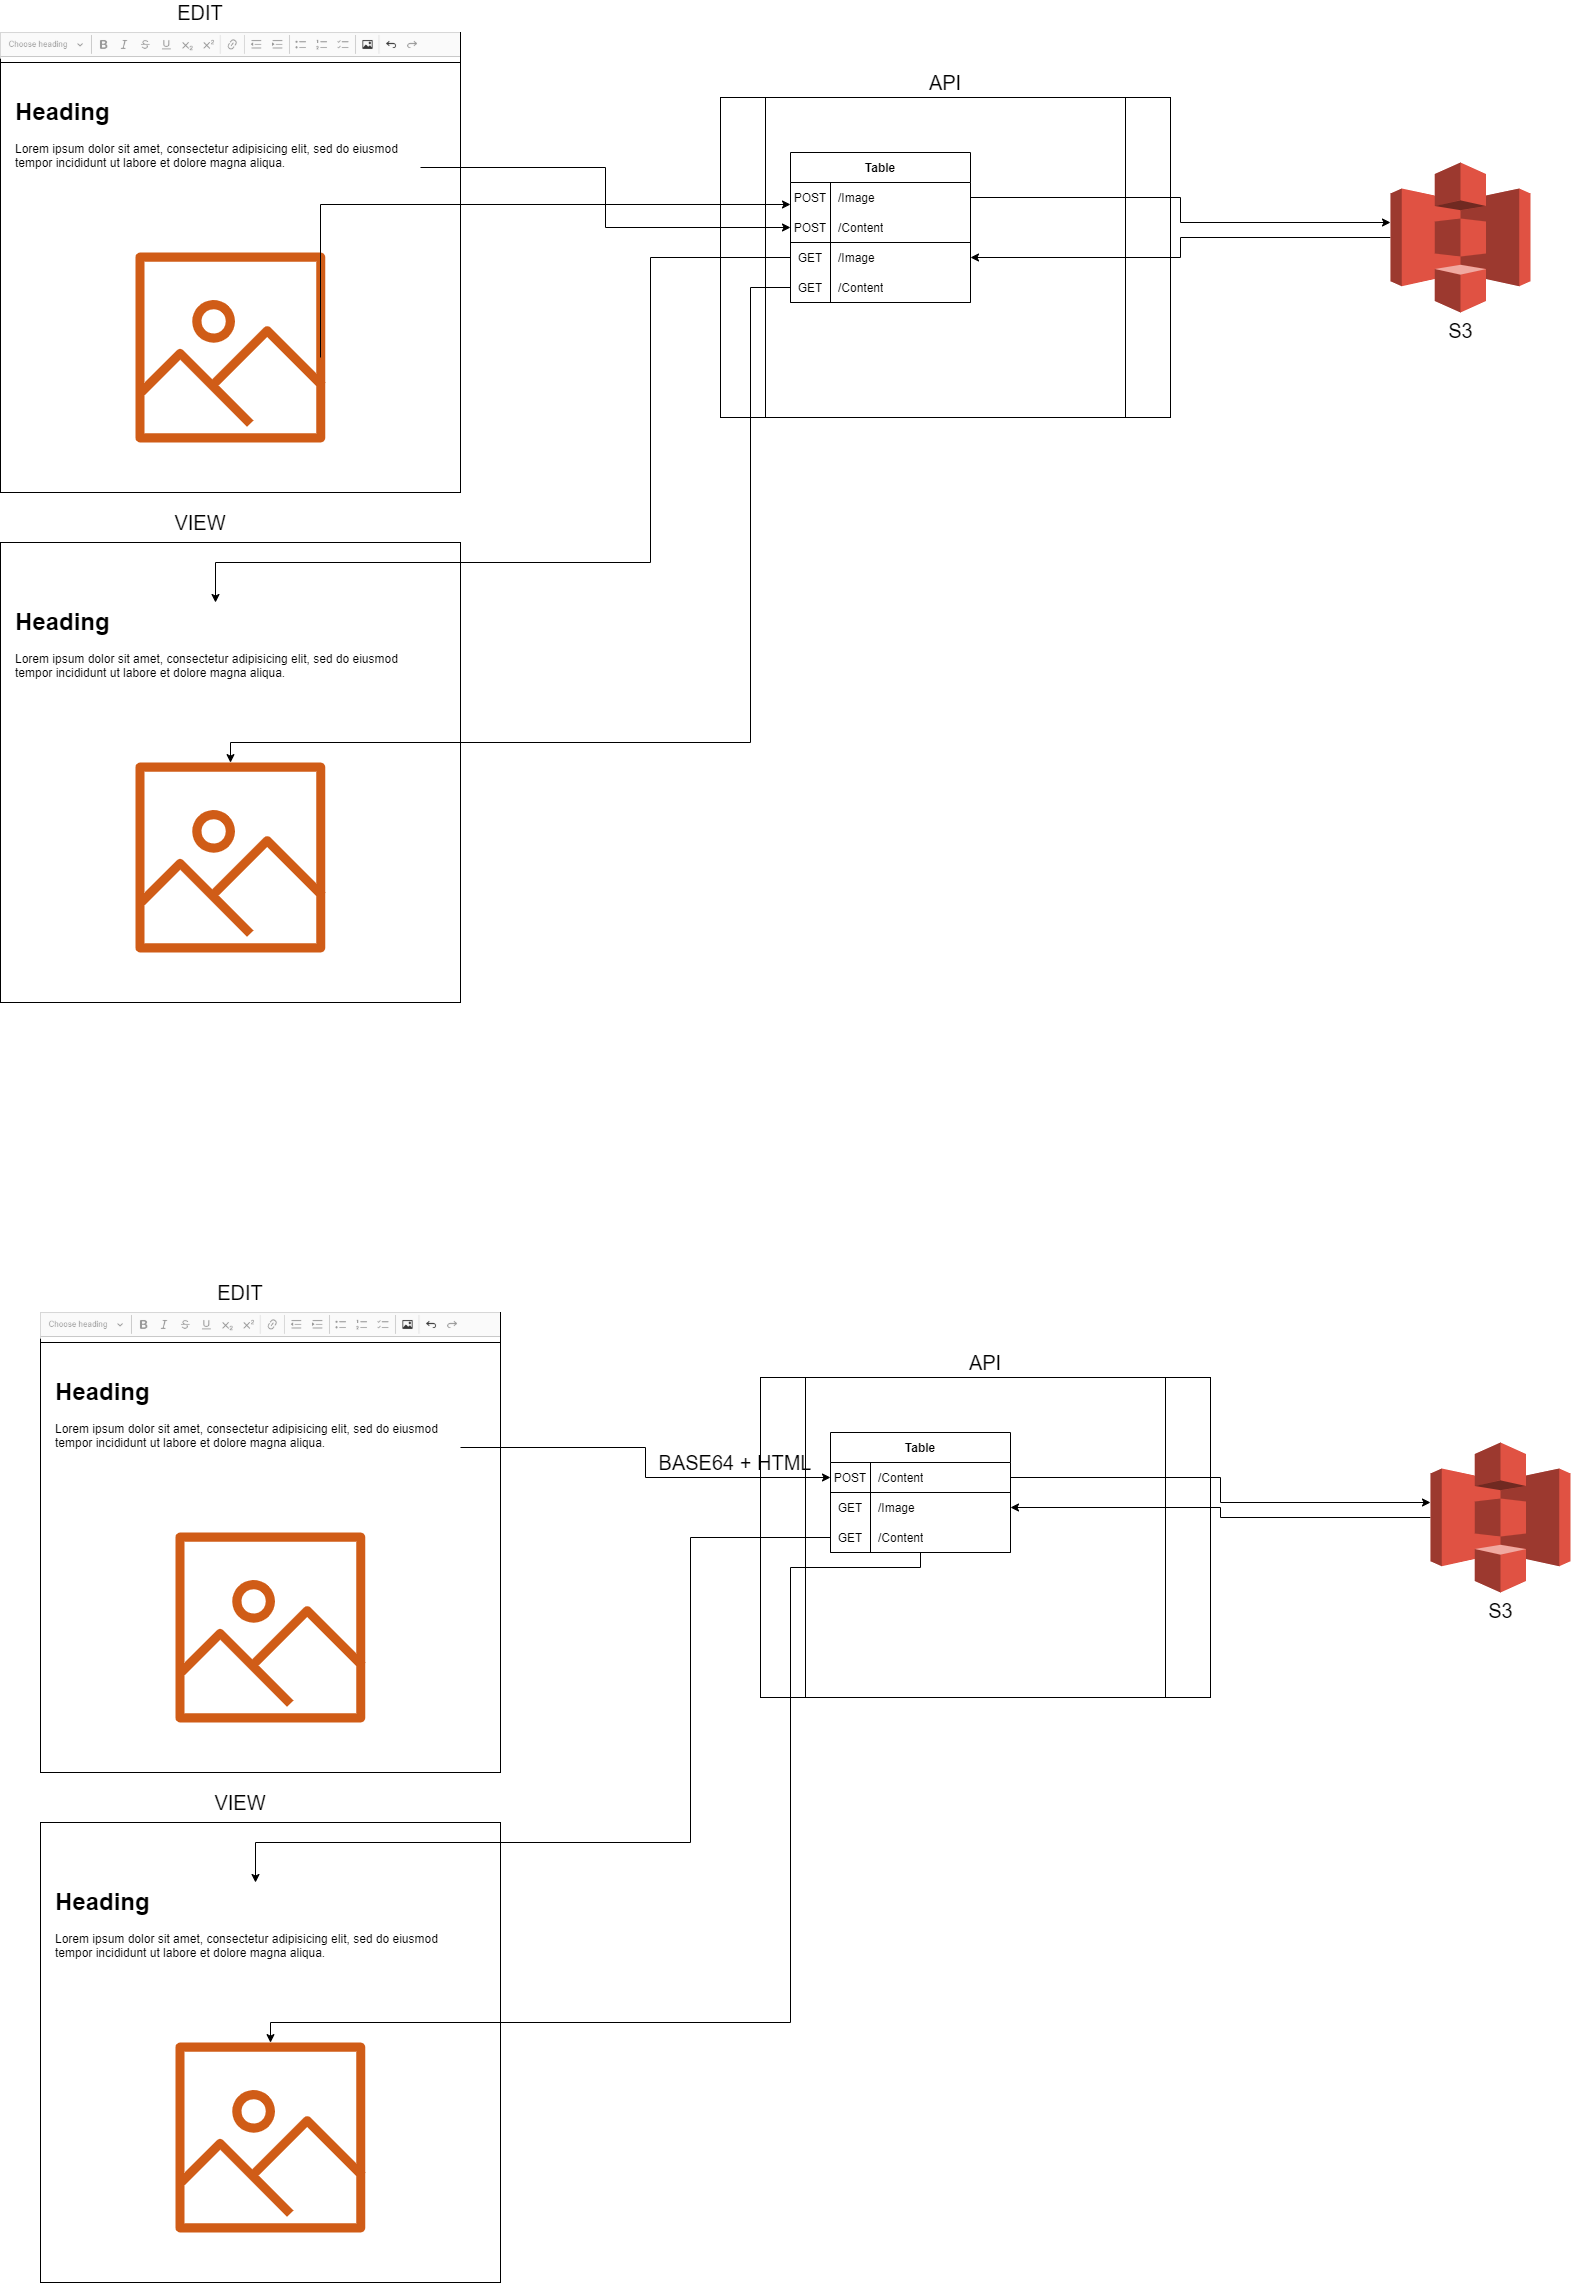 EDIT
Choose heading
B I S U X₂ X²
Heading
Lorem ipsum dolor sit amet, consectetur adipisicing elit, sed do eiusmod
tempor incididunt ut labore et dolore magna aliqua.
API
Table
POST /Image
POST /Content
GET /Image
GET /Content
S3
VIEW
Heading
Lorem ipsum dolor sit amet, consectetur adipisicing elit, sed do eiusmod
tempor incididunt ut labore et dolore magna aliqua.
EDIT
Choose heading
B I S U X₂ X²
Heading
Lorem ipsum dolor sit amet, consectetur adipisicing elit, sed do eiusmod
tempor incididunt ut labore et dolore magna aliqua.
BASE64 + HTML
API
Table
POST /Content
GET /Image
GET /Content
S3
VIEW
Heading
Lorem ipsum dolor sit amet, consectetur adipisicing elit, sed do eiusmod
tempor incididunt ut labore et dolore magna aliqua.